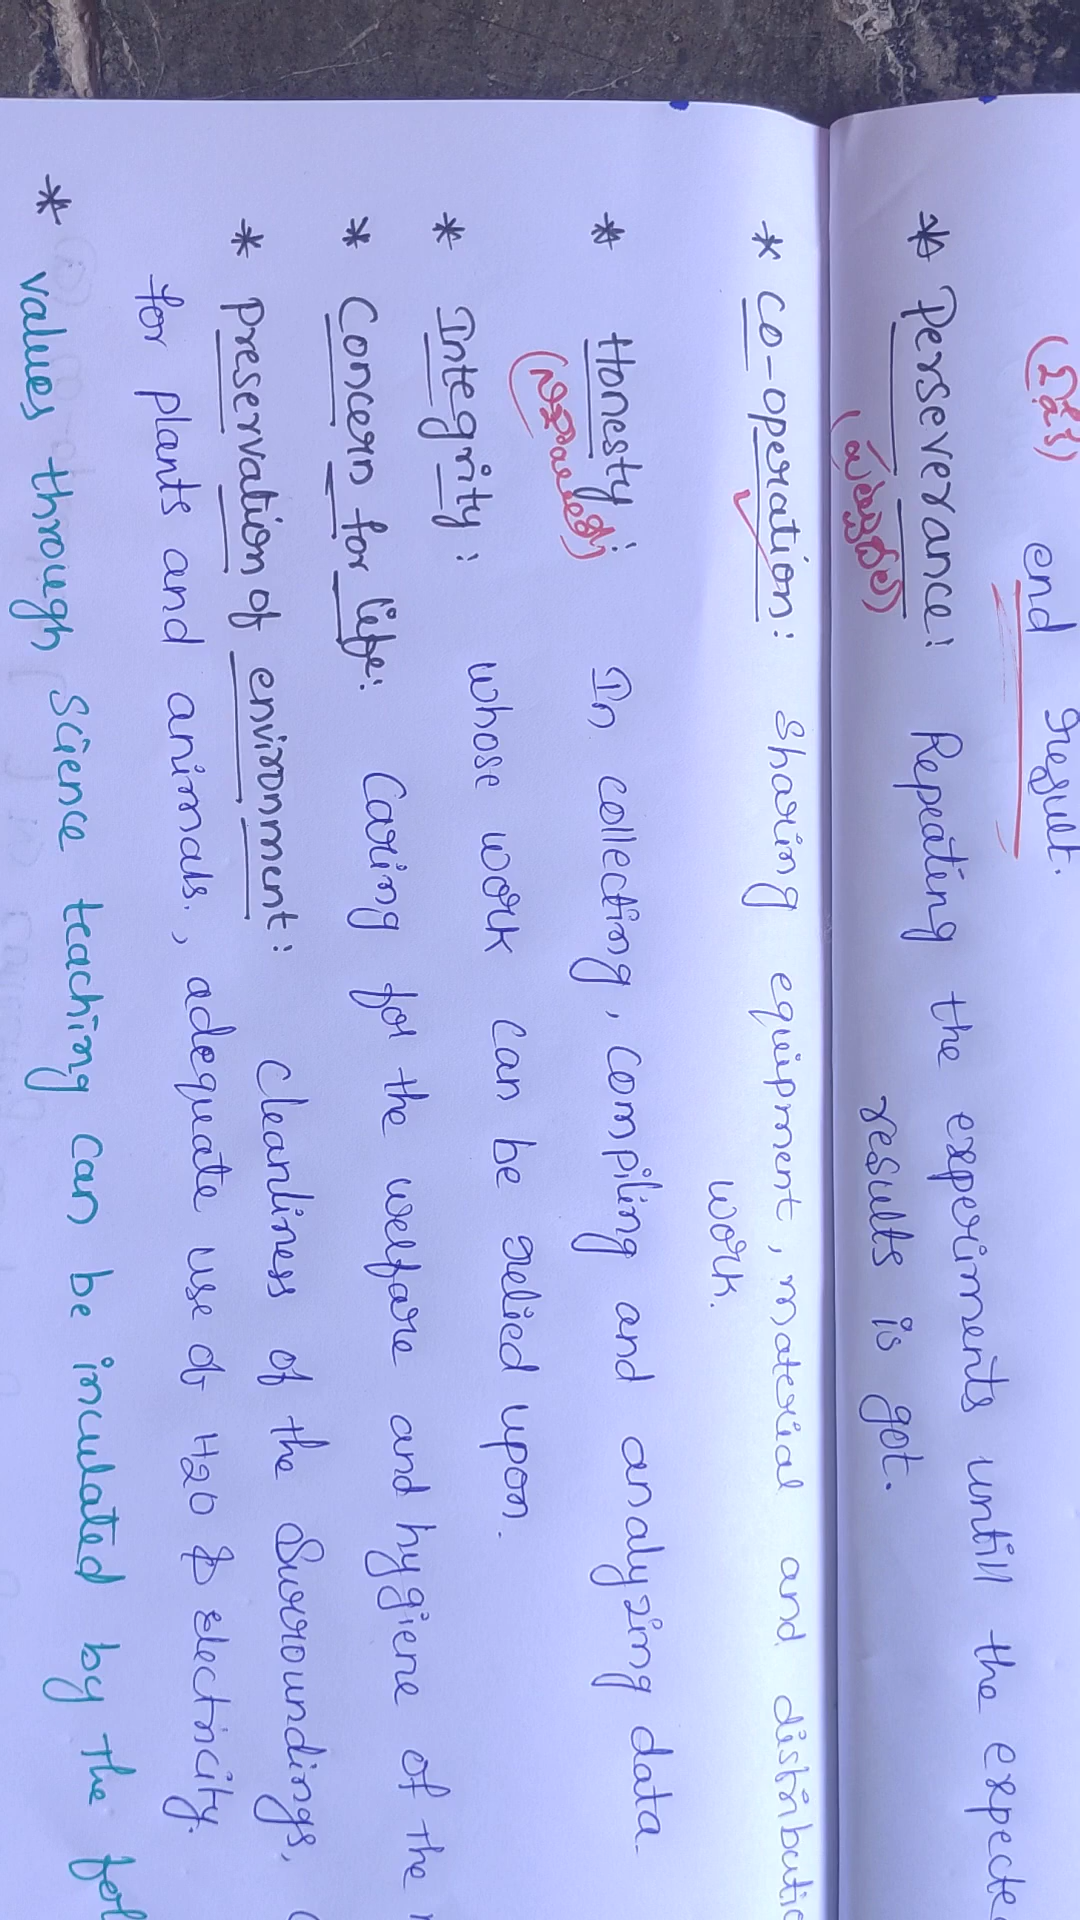 end result.
* Perseverance: Repeating the experiments untill the expecte
results is got.
* Co-operation: Sharing equipment, material and distributio
work.
* Honesty: In collecting, compiling and analyzing data.
* Integrity: whose work can be relied upon.
* Concern for life: Caring for the welfare and hygiene of the
* Preservation of environment: cleanliness of the Surroundings,
for plants and animals., adequate use of H2O & electricity.
* values through Science teaching can be inculated by the fol